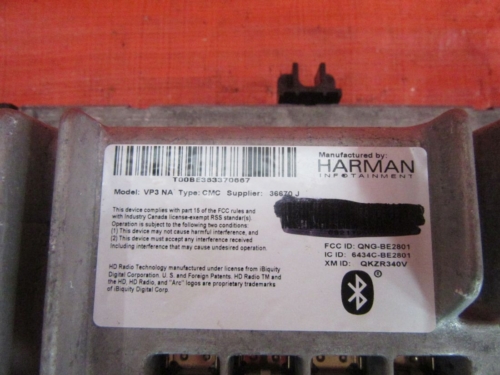 TG0BE383370667
Manufactured by:
HARMAN
INFOTAINMENT
Model: VP3 NA Type: CMC Supplier: 36670 J
This device complies with part 15 of the FCC rules and
with Industry Canada license-exempt RSS standart(s).
Operation is subject to the following two conditions:
(1) This device may not cause harmful interference, and
(2) This device must accept any interference received
Including interference that may cause undesired operation.
FCC ID: QNG-BE2801
IC ID: 6434C-BE2801
XM ID: QKZR340V
HD Radio Technology manufactured under license from iBiquity
Digital Corporation. U. S. and Foreign Patents. HD Radio TM and
the HD, HD Radio, and "Arc" logos are proprietary trademarks
of iBiquity Digital Corp.